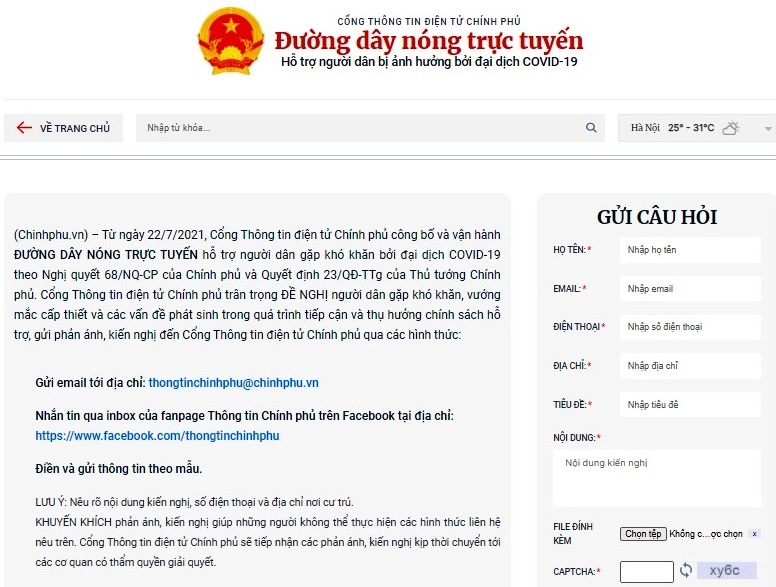 CỔNG THÔNG TIN ĐIỆN TỬ CHÍNH PHỦ
Đường dây nóng trực tuyến
Hỗ trợ người dân bị ảnh hưởng bởi đại dịch COVID-19
VỀ TRANG CHỦ
Nhập từ khóa...
Hà Nội 25° - 31°C
(Chinhphu.vn) – Từ ngày 22/7/2021, Cổng Thông tin điện tử Chính phủ công bố và vận hành
ĐƯỜNG DÂY NÓNG TRỰC TUYẾN hỗ trợ người dân gặp khó khăn bởi đại dịch COVID-19
theo Nghị quyết 68/NQ-CP của Chính phủ và Quyết định 23/QĐ-TTg của Thủ tướng Chính
phủ. Cổng Thông tin điện tử Chính phủ trân trọng ĐỀ NGHỊ người dân gặp khó khăn, vướng
mắc cấp thiết và các vấn đề phát sinh trong quá trình tiếp cận và thụ hưởng chính sách hỗ
trợ, gửi phản ánh, kiến nghị đến Cổng Thông tin điện tử Chính phủ qua các hình thức:
Gửi email tới địa chỉ: thongtinchinhphu@chinhphu.vn
Nhắn tin qua inbox của fanpage Thông tin Chính phủ trên Facebook tại địa chỉ:
https://www.facebook.com/thongtinchinhphu
Điền và gửi thông tin theo mẫu.
LƯU Ý: Nêu rõ nội dung kiến nghị, số điện thoại và địa chỉ nơi cư trú.
KHUYẾN KHÍCH phản ánh, kiến nghị giúp những người không thể thực hiện các hình thức liên hệ
nêu trên. Cổng Thông tin điện tử Chính phủ sẽ tiếp nhận các phản ánh, kiến nghị kịp thời chuyển tới
các cơ quan có thẩm quyền giải quyết.
GỬI CÂU HỎI
HỌ TÊN:* Nhập họ tên
EMAIL:* Nhập email
ĐIỆN THOẠI* Nhập số điện thoại
ĐỊA CHỈ:* Nhập địa chỉ
TIÊU ĐỀ:* Nhập tiêu đề
NỘI DUNG:*
Nội dung kiến nghị
FILE ĐÍNH
KÈM
Chọn tệp Không c...ợc chọn x
CAPTCHA:* xy6c